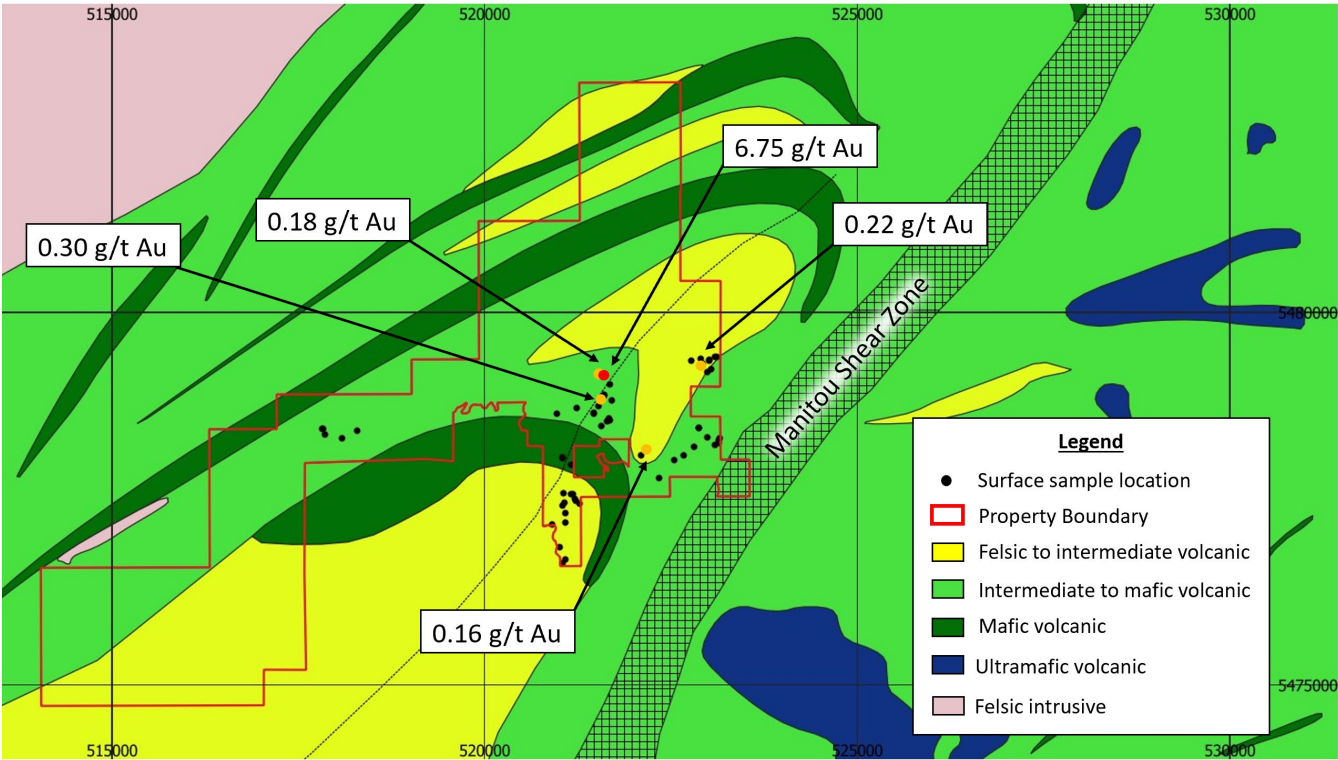 515000
520000
525000
530000
6.75 g/t Au
0.18 g/t Au
0.22 g/t Au
0.30 g/t Au
5480000
Manitou Shear Zone
Legend
Surface sample location
Property Boundary
Felsic to intermediate volcanic
Intermediate to mafic volcanic
Mafic volcanic
Ultramafic volcanic
Felsic intrusive
0.16 g/t Au
5475000
515000
520000
525000
530000